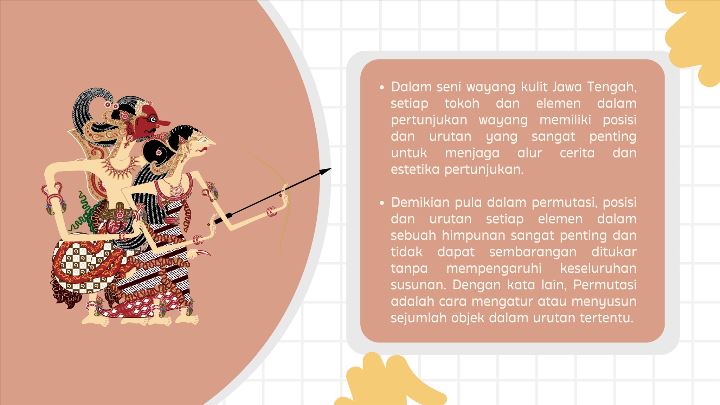 • Dalam seni wayang kulit Jawa Tengah,
setiap tokoh dan elemen dalam
pertunjukan wayang memiliki posisi
dan urutan yang sangat penting
untuk menjaga alur cerita dan
estetika pertunjukan.
• Demikian pula dalam permutasi, posisi
dan urutan setiap elemen dalam
sebuah himpunan sangat penting dan
tidak dapat sembarangan ditukar
tanpa mempengaruhi keseluruhan
susunan. Dengan kata lain, Permutasi
adalah cara mengatur atau menyusun
sejumlah objek dalam urutan tertentu.